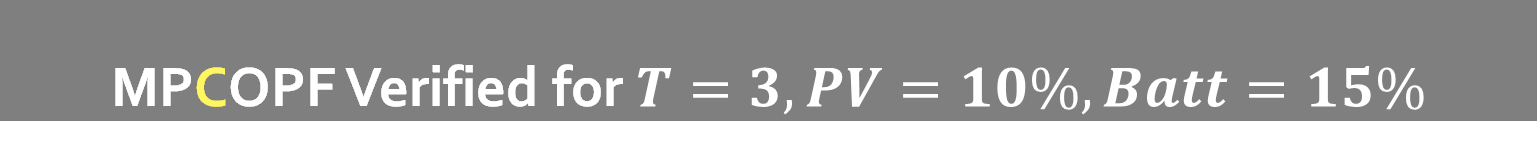 MPCOPF Verified for T = 3, PV = 10%, Batt = 15%